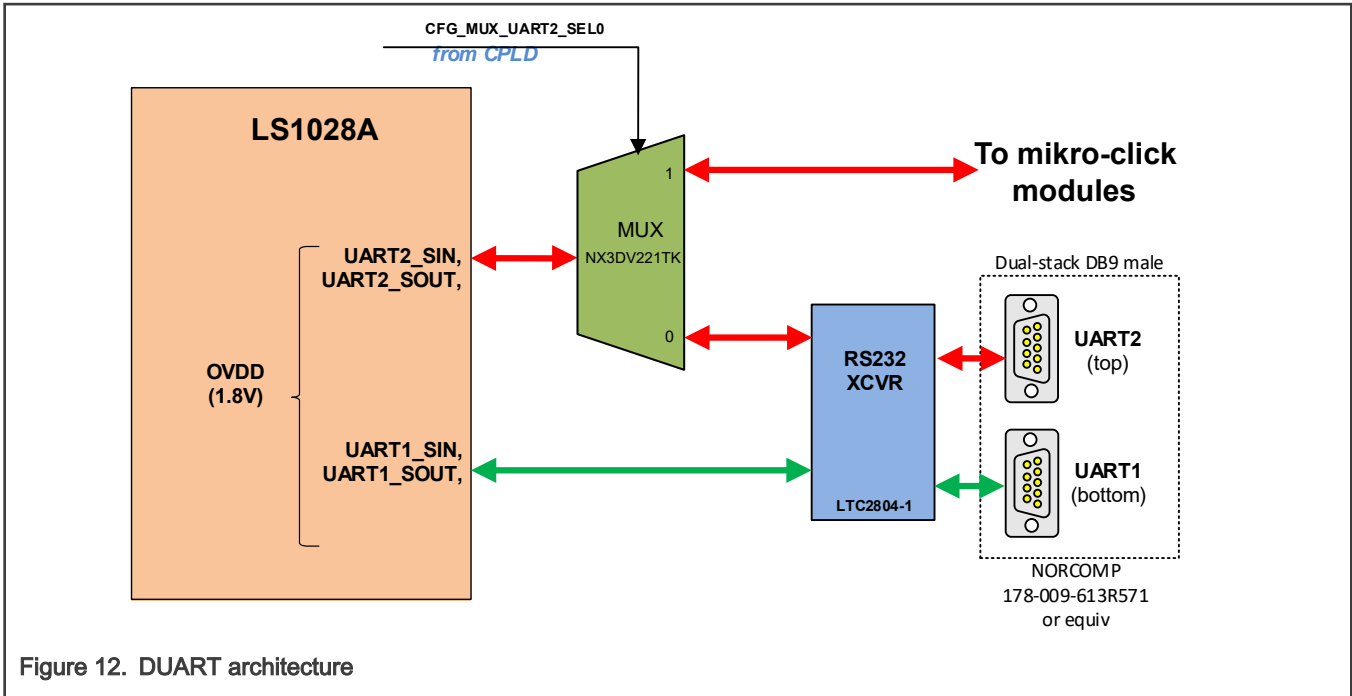 CFG_MUX_UART2_SEL0
from CPLD
LS1028A
1
To mikro-click
modules
MUX
NX3DV221TK
UART2_SIN,
UART2_SOUT,
Dual-stack DB9 male
0
RS232
XCVR
UART2
(top)
OVDD
(1.8V)
UART1_SIN,
UART1_SOUT,
UART1
(bottom)
LTC2804-1
NORCOMP
178-009-613R571
or equiv
Figure 12. DUART architecture